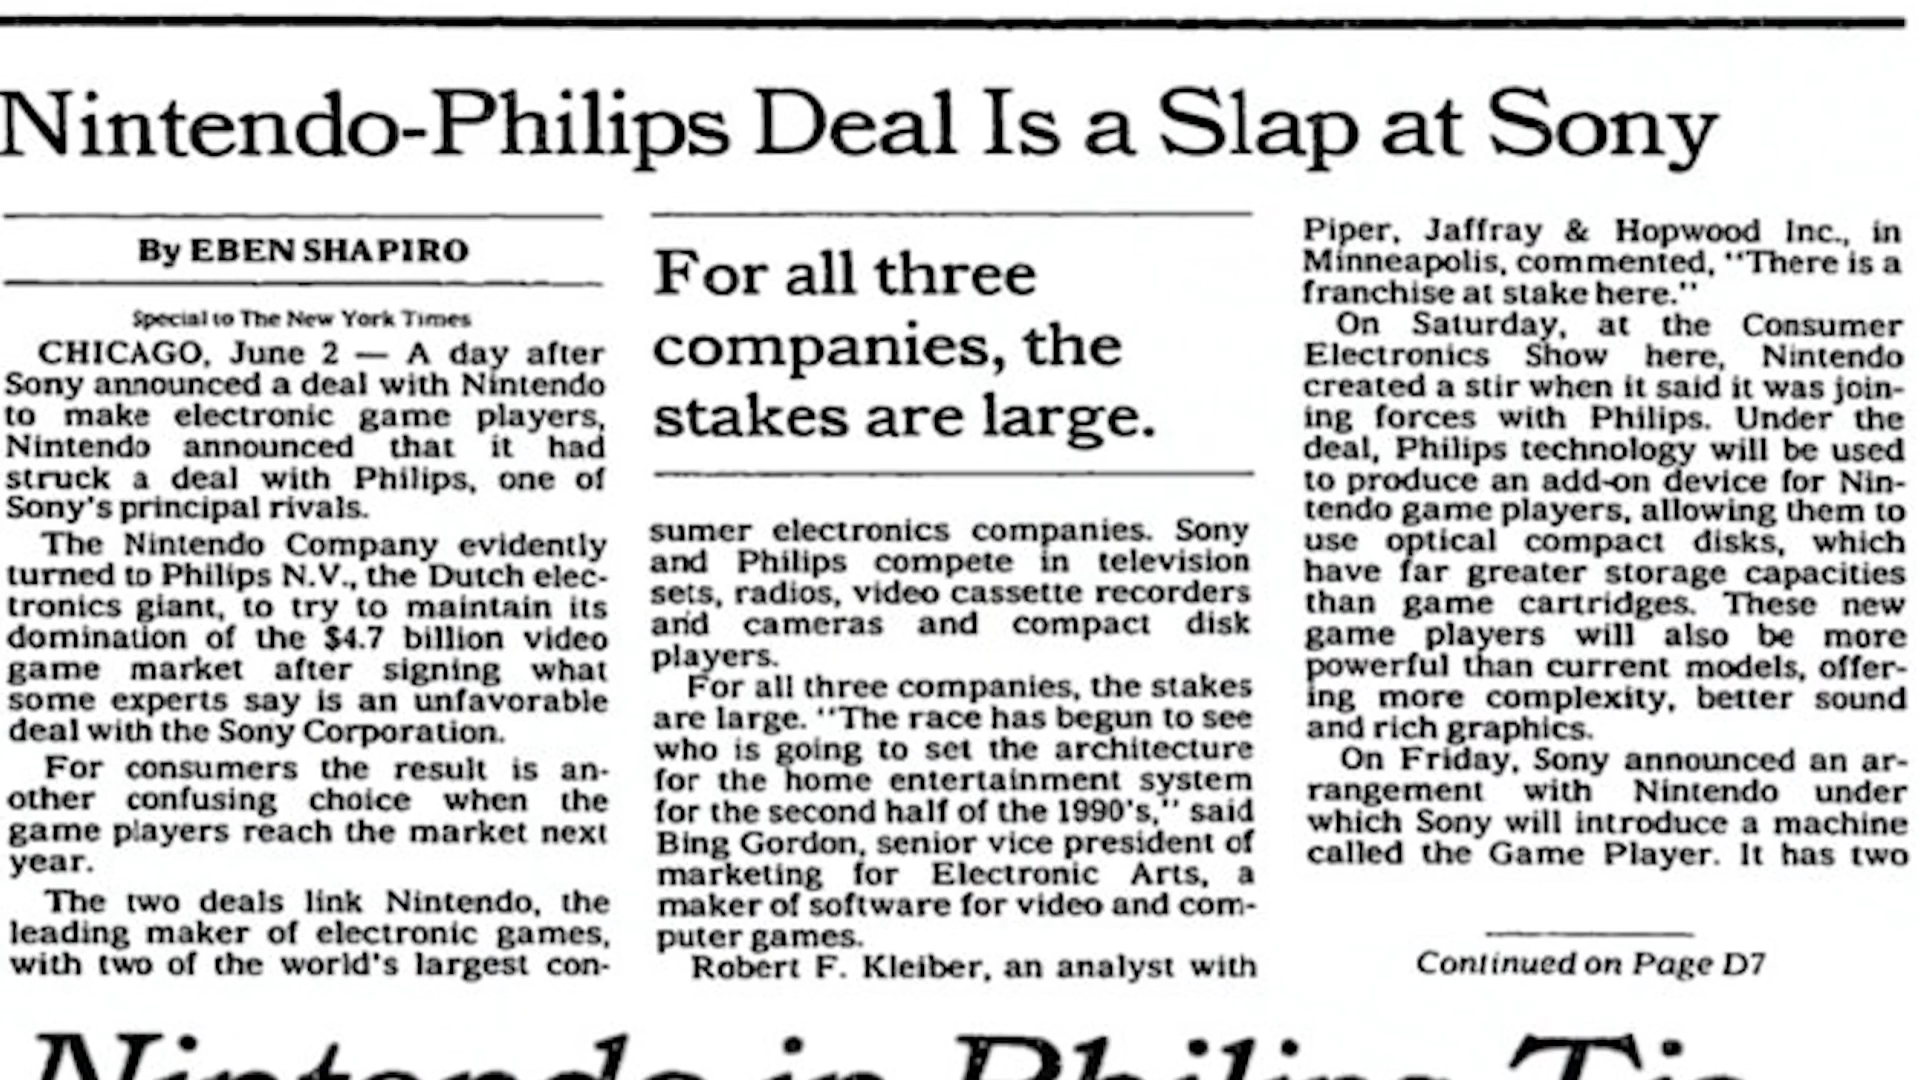 Nintendo-Philips Deal Is a Slap at Sony
By EBEN SHAPIRO
Special to The New York Times
CHICAGO, June 2 — A day after
Sony announced a deal with Nintendo
to make electronic game players,
Nintendo announced that it had
struck a deal with Philips, one of
Sony's principal rivals.
The Nintendo Company evidently
turned to Philips N.V., the Dutch elec-
tronics giant, to try to maintain its
domination of the $4.7 billion video
game market after signing what
some experts say is an unfavorable
deal with the Sony Corporation.
For consumers the result is an-
other confusing choice when the
game players reach the market next
year.
The two deals link Nintendo, the
leading maker of electronic games,
with two of the world's largest con-
For all three
companies, the
stakes are large.
sumer electronics companies. Sony
and Philips compete in television
sets, radios, video cassette recorders
and cameras and compact disk
players.
For all three companies, the stakes
are large. "The race has begun to see
who is going to set the architecture
for the home entertainment system
for the second half of the 1990's," said
Bing Gordon, senior vice president of
marketing for Electronic Arts, a
maker of software for video and com-
puter games.
Robert F. Kleiber, an analyst with
Piper, Jaffray & Hopwood Inc., in
Minneapolis, commented, "There is a
franchise at stake here."
On Saturday, at the Consumer
Electronics Show here, Nintendo
created a stir when it said it was join-
ing forces with Philips. Under the
deal, Philips technology will be used
to produce an add-on device for Nin-
tendo game players, allowing them to
use optical compact disks, which
have far greater storage capacities
than game cartridges. These new
game players will also be more
powerful than current models, offer-
ing more complexity, better sound
and rich graphics.
On Friday, Sony announced an ar-
rangement with Nintendo under
which Sony will introduce a machine
called the Game Player. It has two
Continued on Page D7
Nintendo in Philips Tie